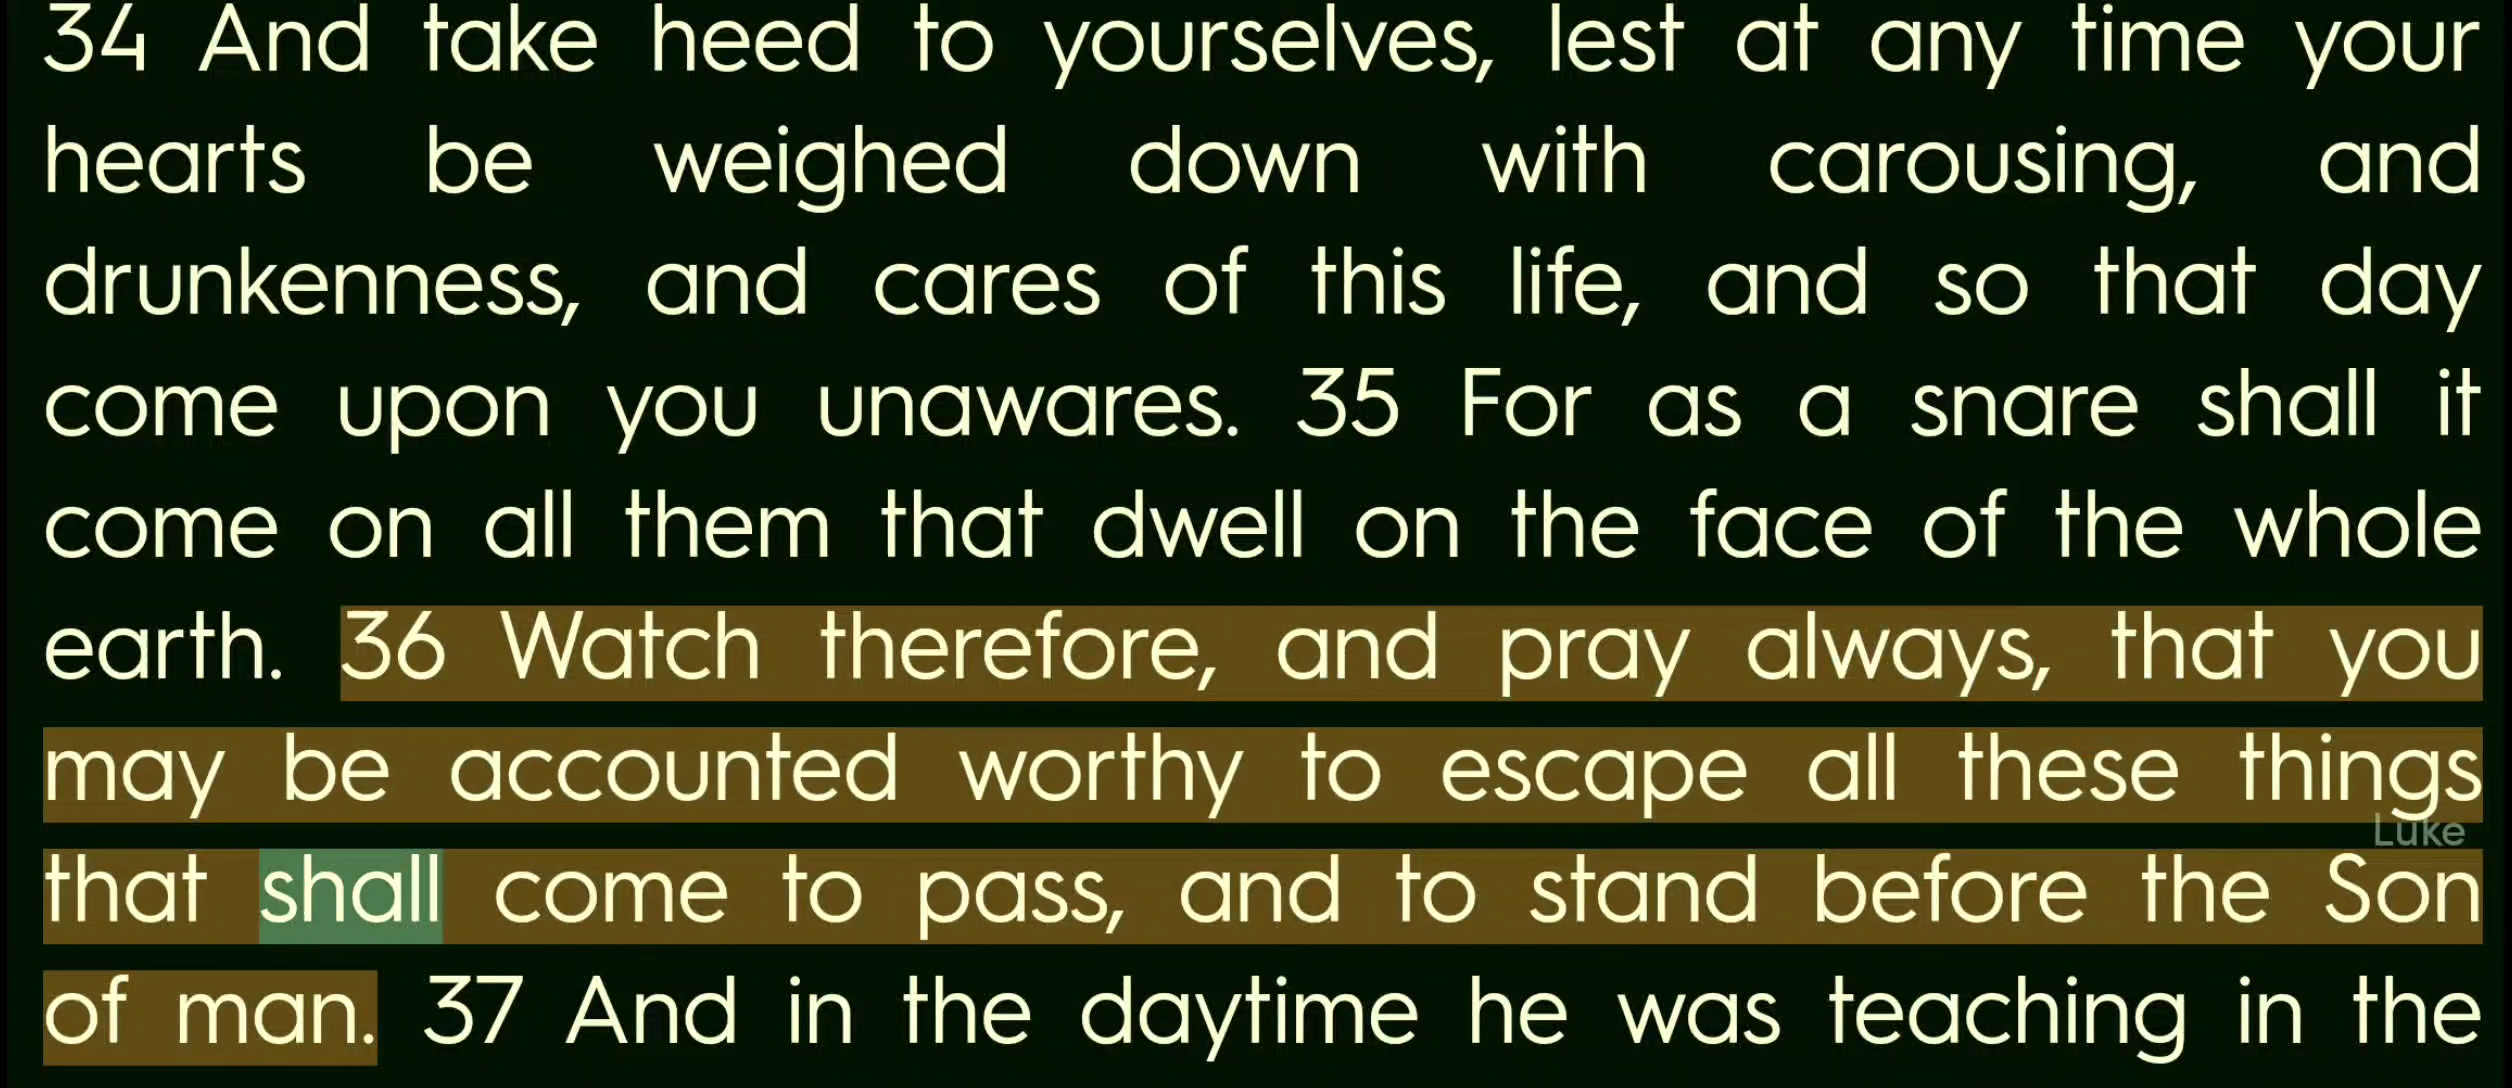 34 And take heed to yourselves, lest at any time your
hearts be weighed down with carousing, and
drunkenness, and cares of this life, and so that day
come upon you unawares. 35 For as a snare shall it
come on all them that dwell on the face of the whole
earth. 36 Watch therefore, and pray always, that you
may be accounted worthy to escape all these things
Luke
that shall come to pass, and to stand before the Son
of man. 37 And in the daytime he was teaching in the